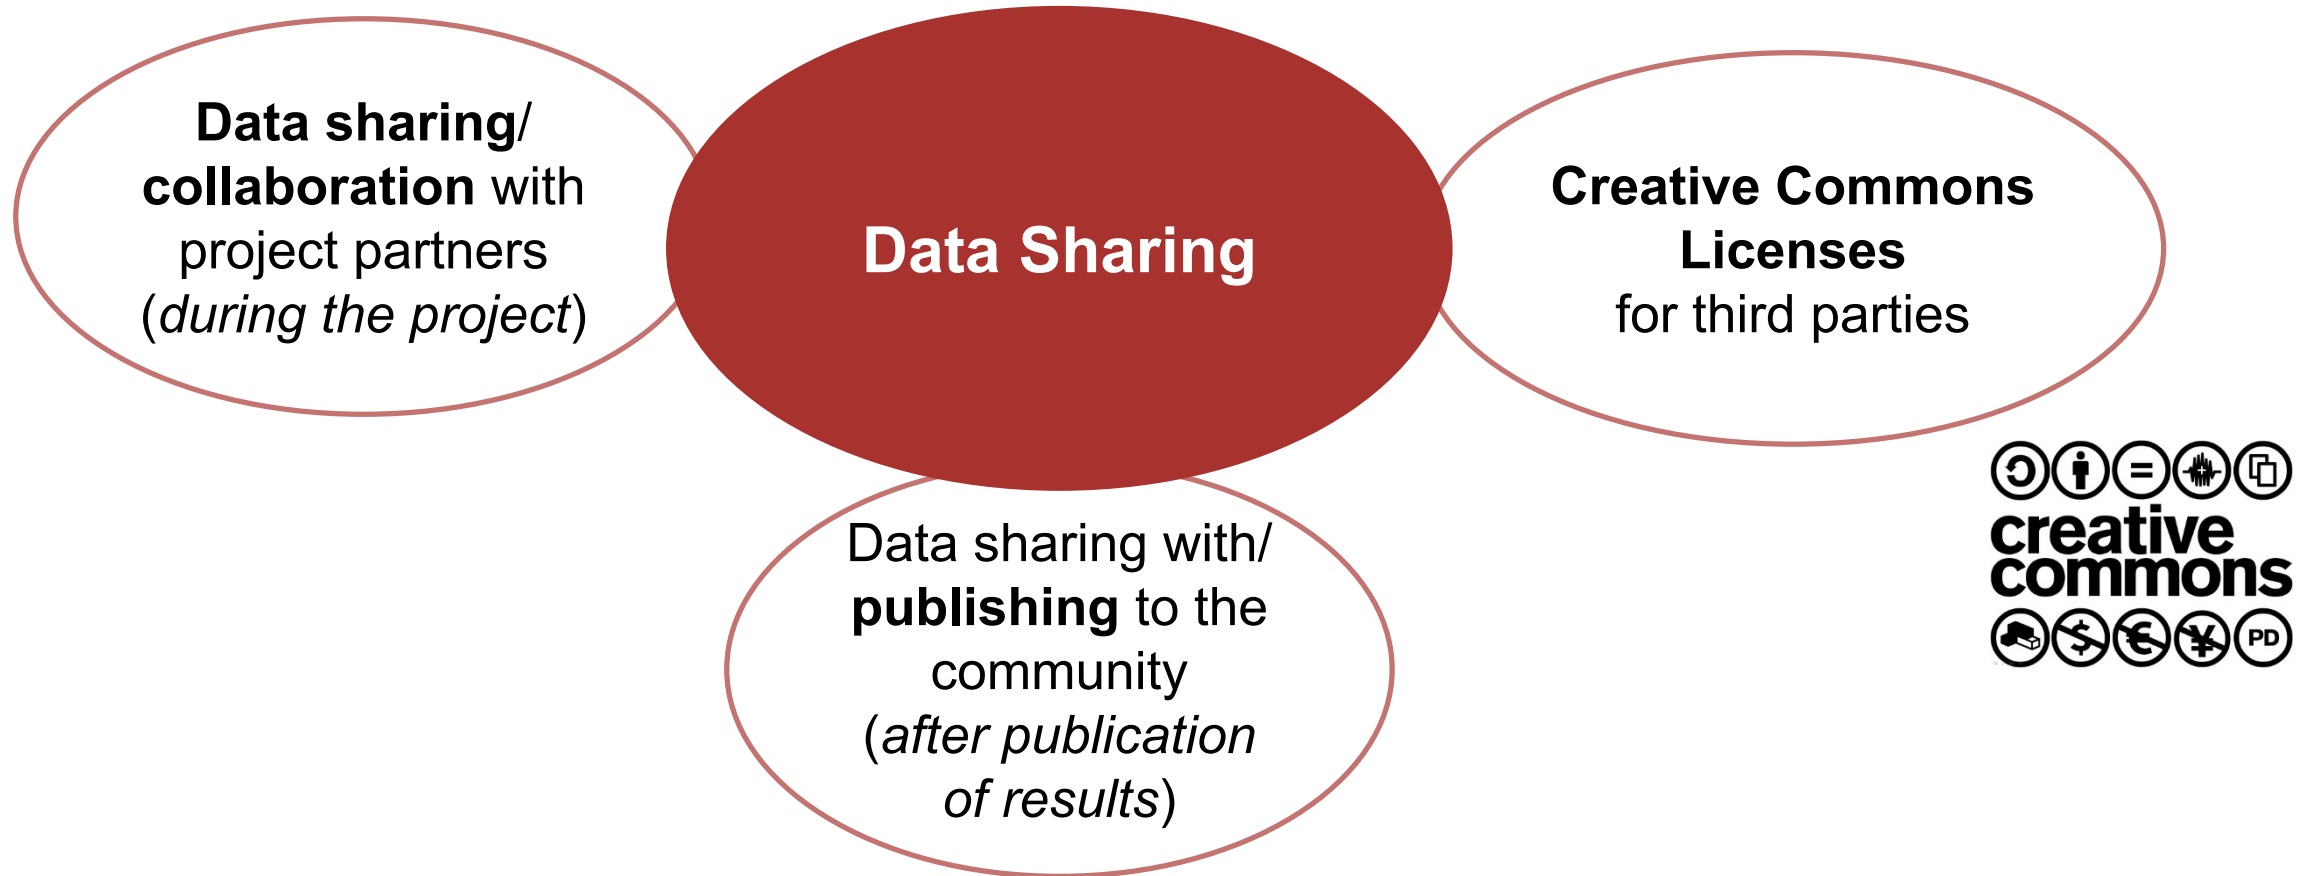 Data sharing/
collaboration with
project partners
(during the project)
Data Sharing
Creative Commons
Licenses
for third parties
Data sharing with/
publishing to the
community
(after publication
of results)
creative
commons
PD